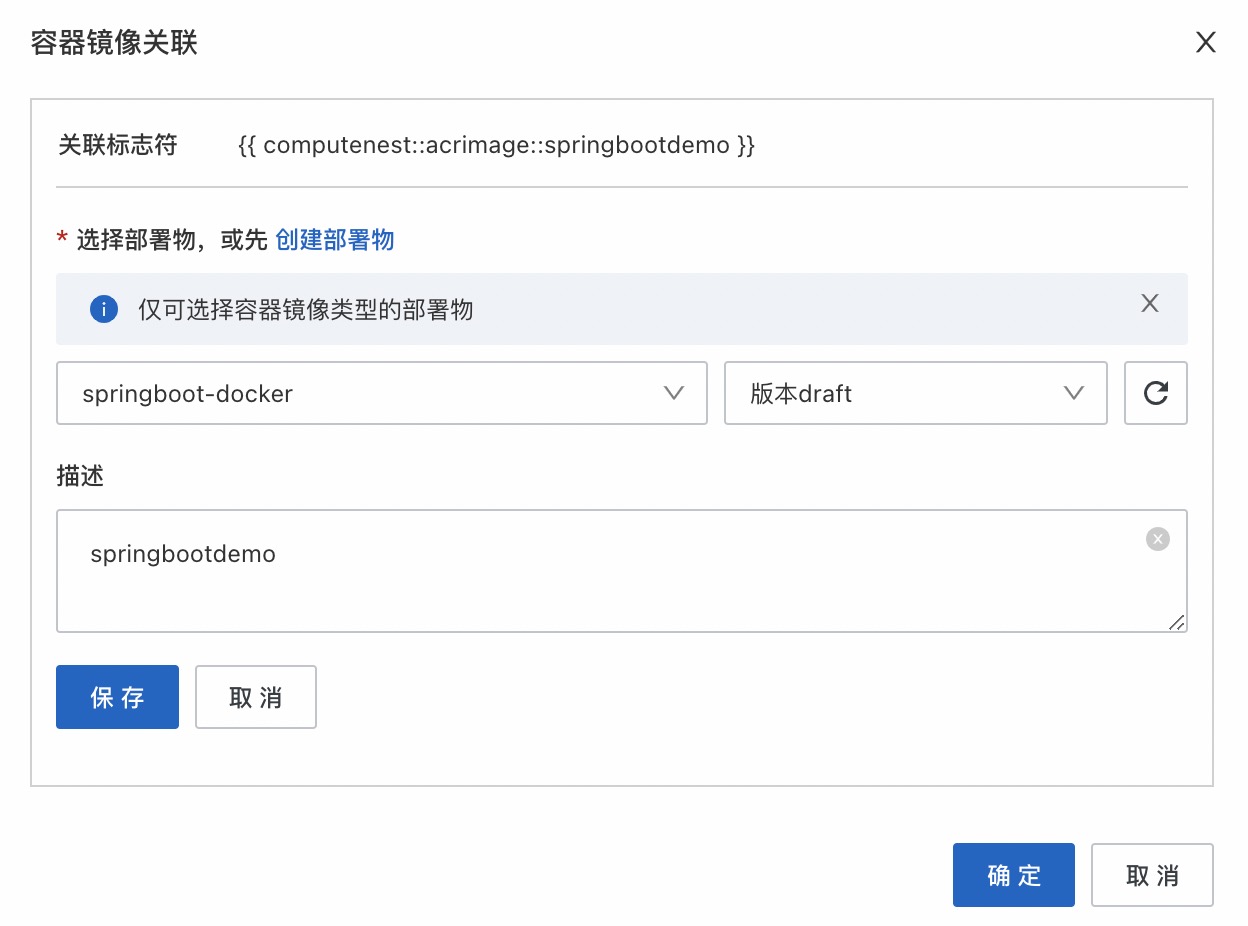 容器镜像关联
关联标志符 {{ computenest::acrimage::springbootdemo }}
* 选择部署物，或先 创建部署物
仅可选择容器镜像类型的部署物
springboot-docker 版本draft
描述
springbootdemo
保存 取消
确定 取消